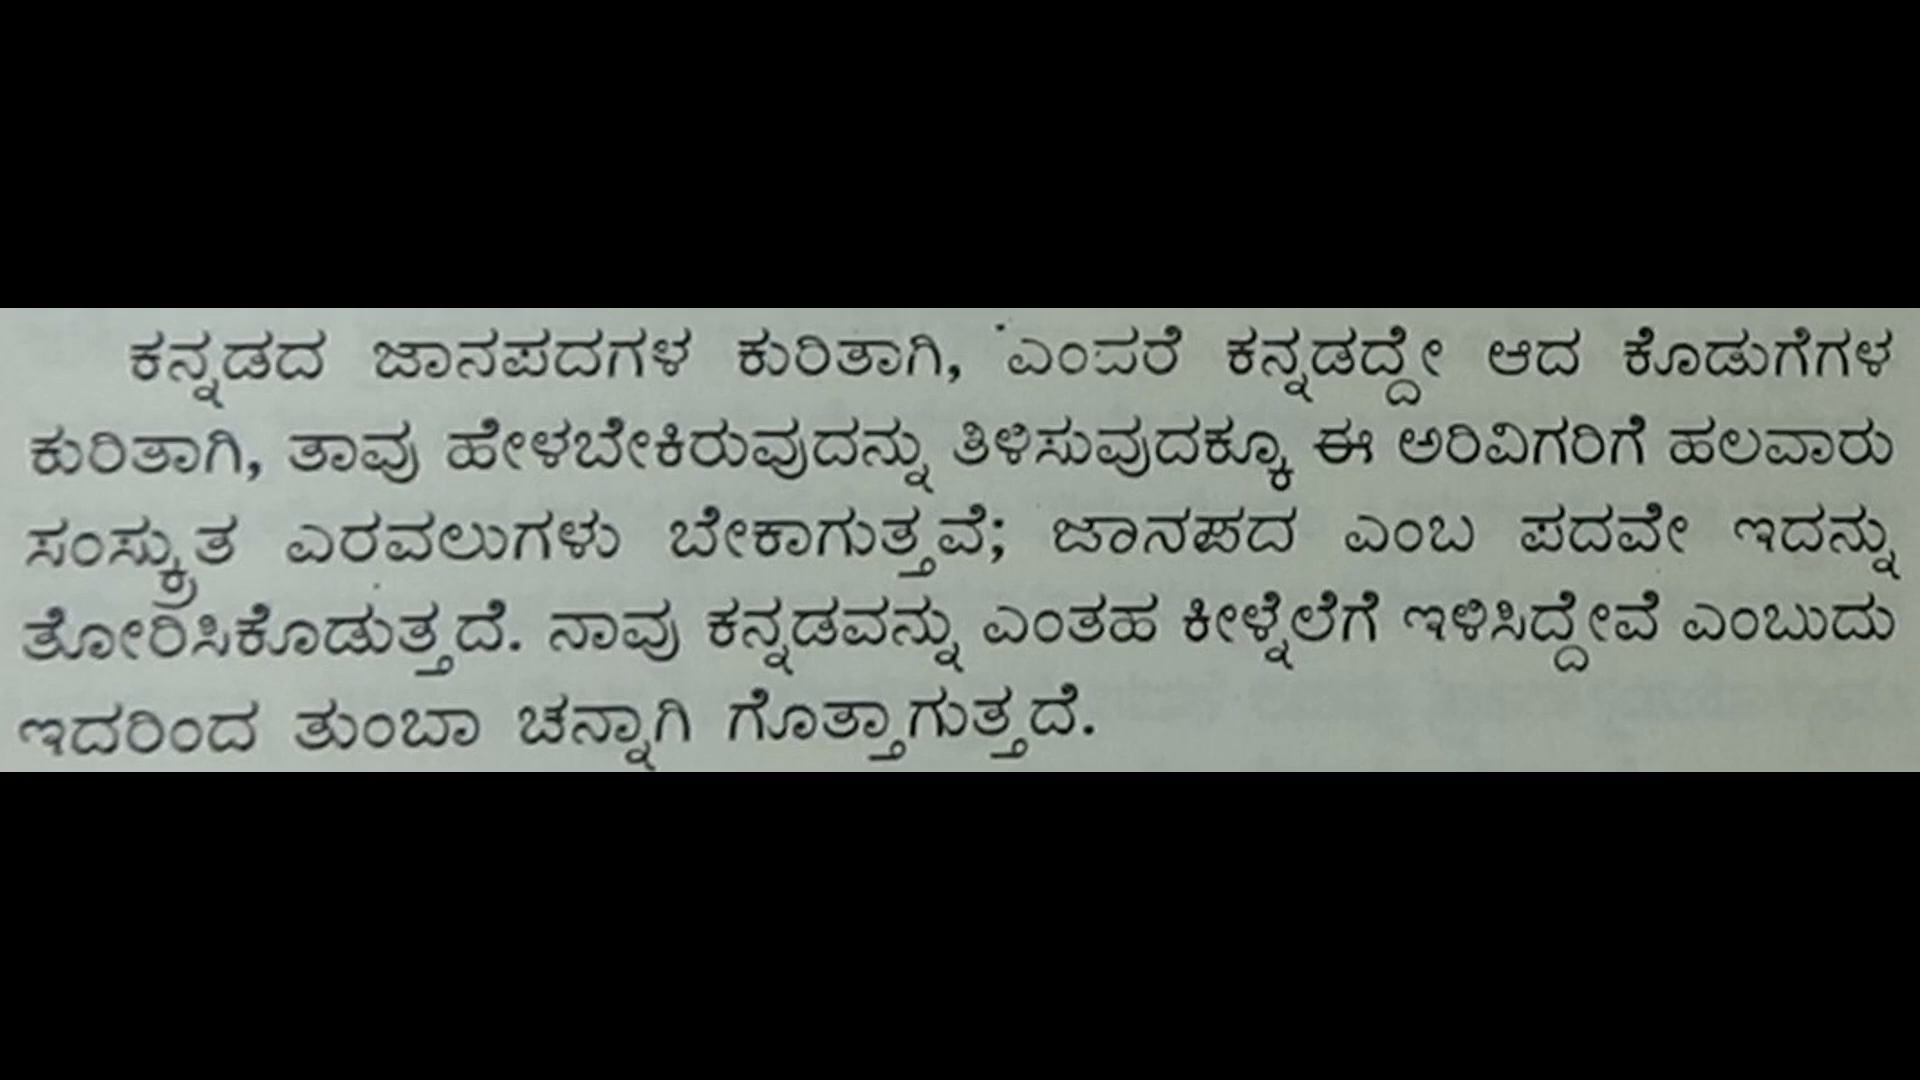 ಕನ್ನಡದ ಜಾನಪದಗಳ ಕುರಿತಾಗಿ, ಎಂದರೆ ಕನ್ನಡದ್ದೇ ಆದ ಕೊಡುಗೆಗಳ
ಕುರಿತಾಗಿ, ತಾವು ಹೇಳಬೇಕಿರುವುದನ್ನು ತಿಳಿಸುವುದಕ್ಕೂ ಈ ಅರಿವಿಗರಿಗೆ ಹಲವಾರು
ಸಂಸ್ಕ್ರುತ ಎರವಲುಗಳು ಬೇಕಾಗುತ್ತವೆ; ಜಾನಪದ ಎಂಬ ಪದವೇ ಇದನ್ನು
ತೋರಿಸಿಕೊಡುತ್ತದೆ. ನಾವು ಕನ್ನಡವನ್ನು ಎಂತಹ ಕೀಳ್ನೆಲೆಗೆ ಇಳಿಸಿದ್ದೇವೆ ಎಂಬುದು
ಇದರಿಂದ ತುಂಬಾ ಚನ್ನಾಗಿ ಗೊತ್ತಾಗುತ್ತದೆ.